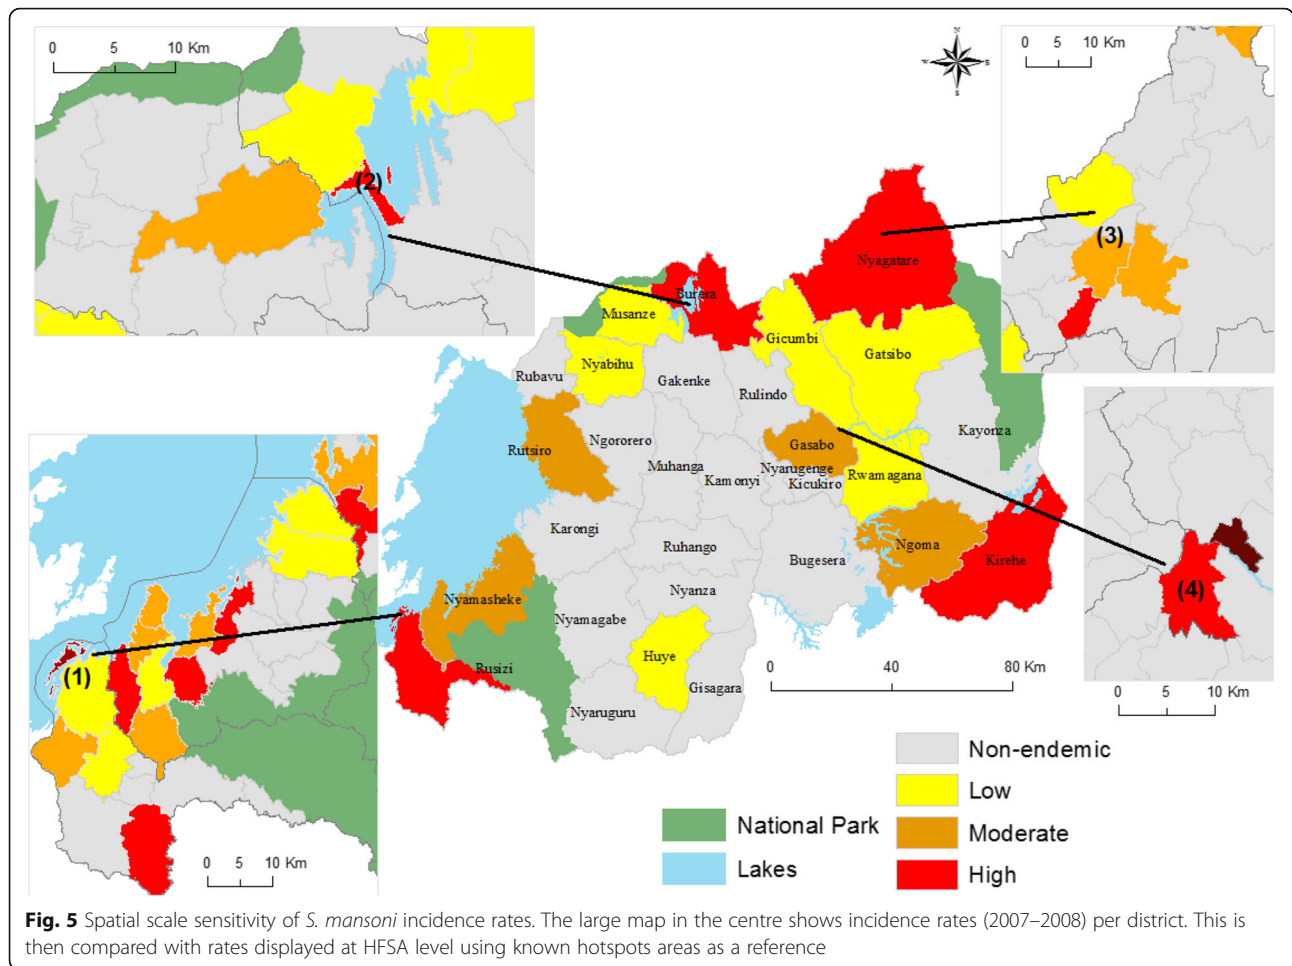 0 5 10 Km
(2)
N
W E
S
0 5 10 Km
(3)
Nyagatare
Burera
Musanze
Gicumbi
Gatsibo
Nyabihu
Rubavu
Gakenke
Rulindo
Kayonza
Rutsiro
Ngororero
Gasabo
Muhanga
Nyarugenge
Kamonyi
Kicukiro
Rwamagana
Karongi
Ruhango
Bugesera
Ngoma
Kirehe
Nyamasheke
Nyanza
Nyamagabe
Huye
Rusizi
Gisagara
Nyaruguru
(1)
0 5 10 Km
(4)
0 5 10 Km
0 40 80 Km
National Park
Lakes
Non-endemic
Low
Moderate
High
Fig. 5 Spatial scale sensitivity of S. mansoni incidence rates. The large map in the centre shows incidence rates (2007–2008) per district. This is
then compared with rates displayed at HFSA level using known hotspots areas as a reference